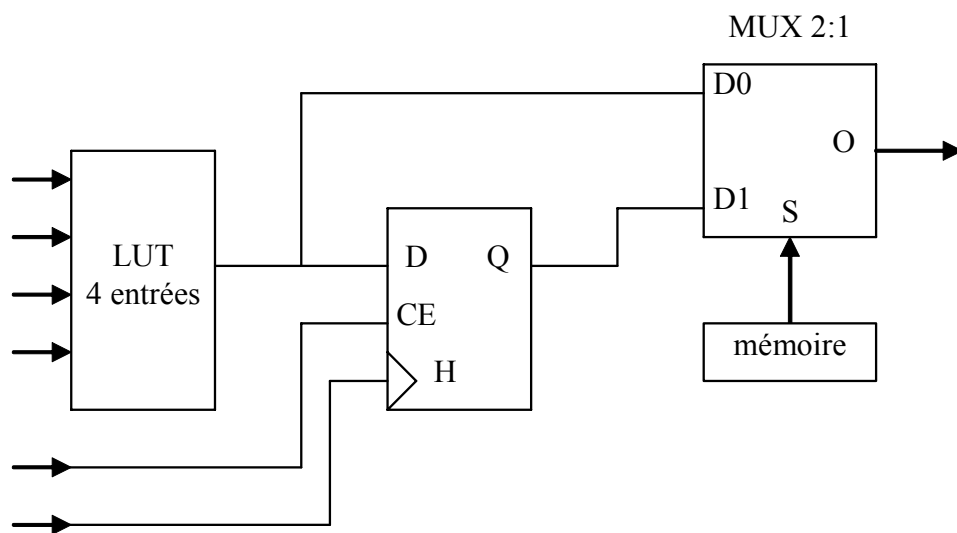 MUX 2:1
D0
O
D1
S
LUT
4 entrées
D
Q
CE
H
mémoire